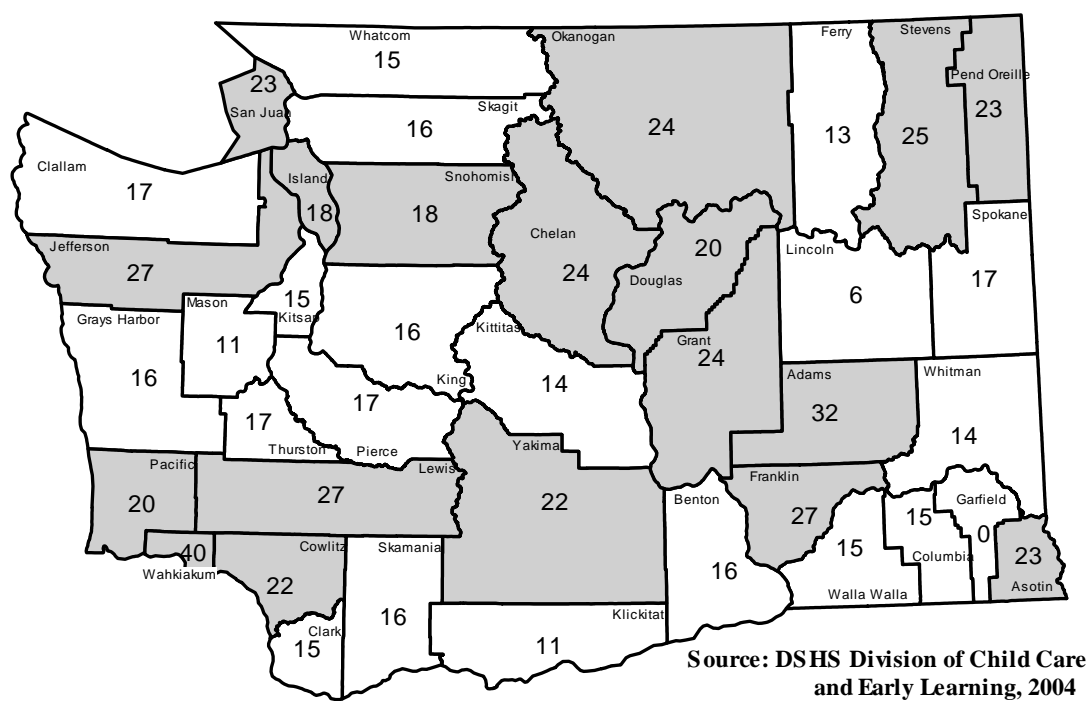 Whatcom
15
Okanogan
24
Ferry
13
Stevens
25
Pend Oreille
23
23
San Juan
Skagit
16
Clallam
17
Island
18
Snohomish
18
Chelan
24
20
Douglas
Lincoln
6
Spokane
17
Jefferson
27
15
Kitsap
Mason
11
Grays Harbor
16
16
King
Kittitas
14
Grant
24
Adams
32
Whitman
14
17
Thurston
17
Pierce
Yakima
22
Pacific
20
Lewis
27
Benton
16
Franklin
27
15
Walla Walla
15
Columbia
Garfield
0
23
Asotin
40
Wahkiakum
Cowlitz
22
Skamania
16
Clark
15
Klickitat
11
Source: DSHS Division of Child Care
and Early Learning, 2004